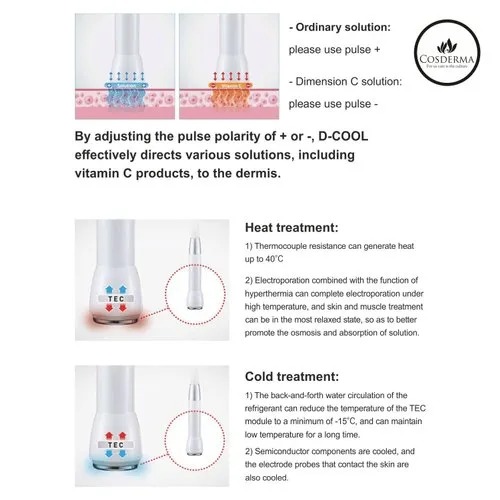 - Ordinary solution:
please use pulse +
- Dimension C solution:
please use pulse -
COSDERMA
Solution
Vitamin C
By adjusting the pulse polarity of + or -, D-COOL
effectively directs various solutions, including
vitamin C products, to the dermis.
Heat treatment:
1) Thermocouple resistance can generate heat
up to 40°C
2) Electroporation combined with the function of
hyperthermia can complete electroporation under
high temperature, and skin and muscle treatment
can be in the most relaxed state, so as to better
promote the osmosis and absorption of solution.
TEC
Cold treatment:
1) The back-and-forth water circulation of the
refrigerant can reduce the temperature of the TEC
module to a minimum of -15°C, and can maintain
low temperature for a long time.
2) Semiconductor components are cooled, and
the electrode probes that contact the skin are
also cooled.
TEC